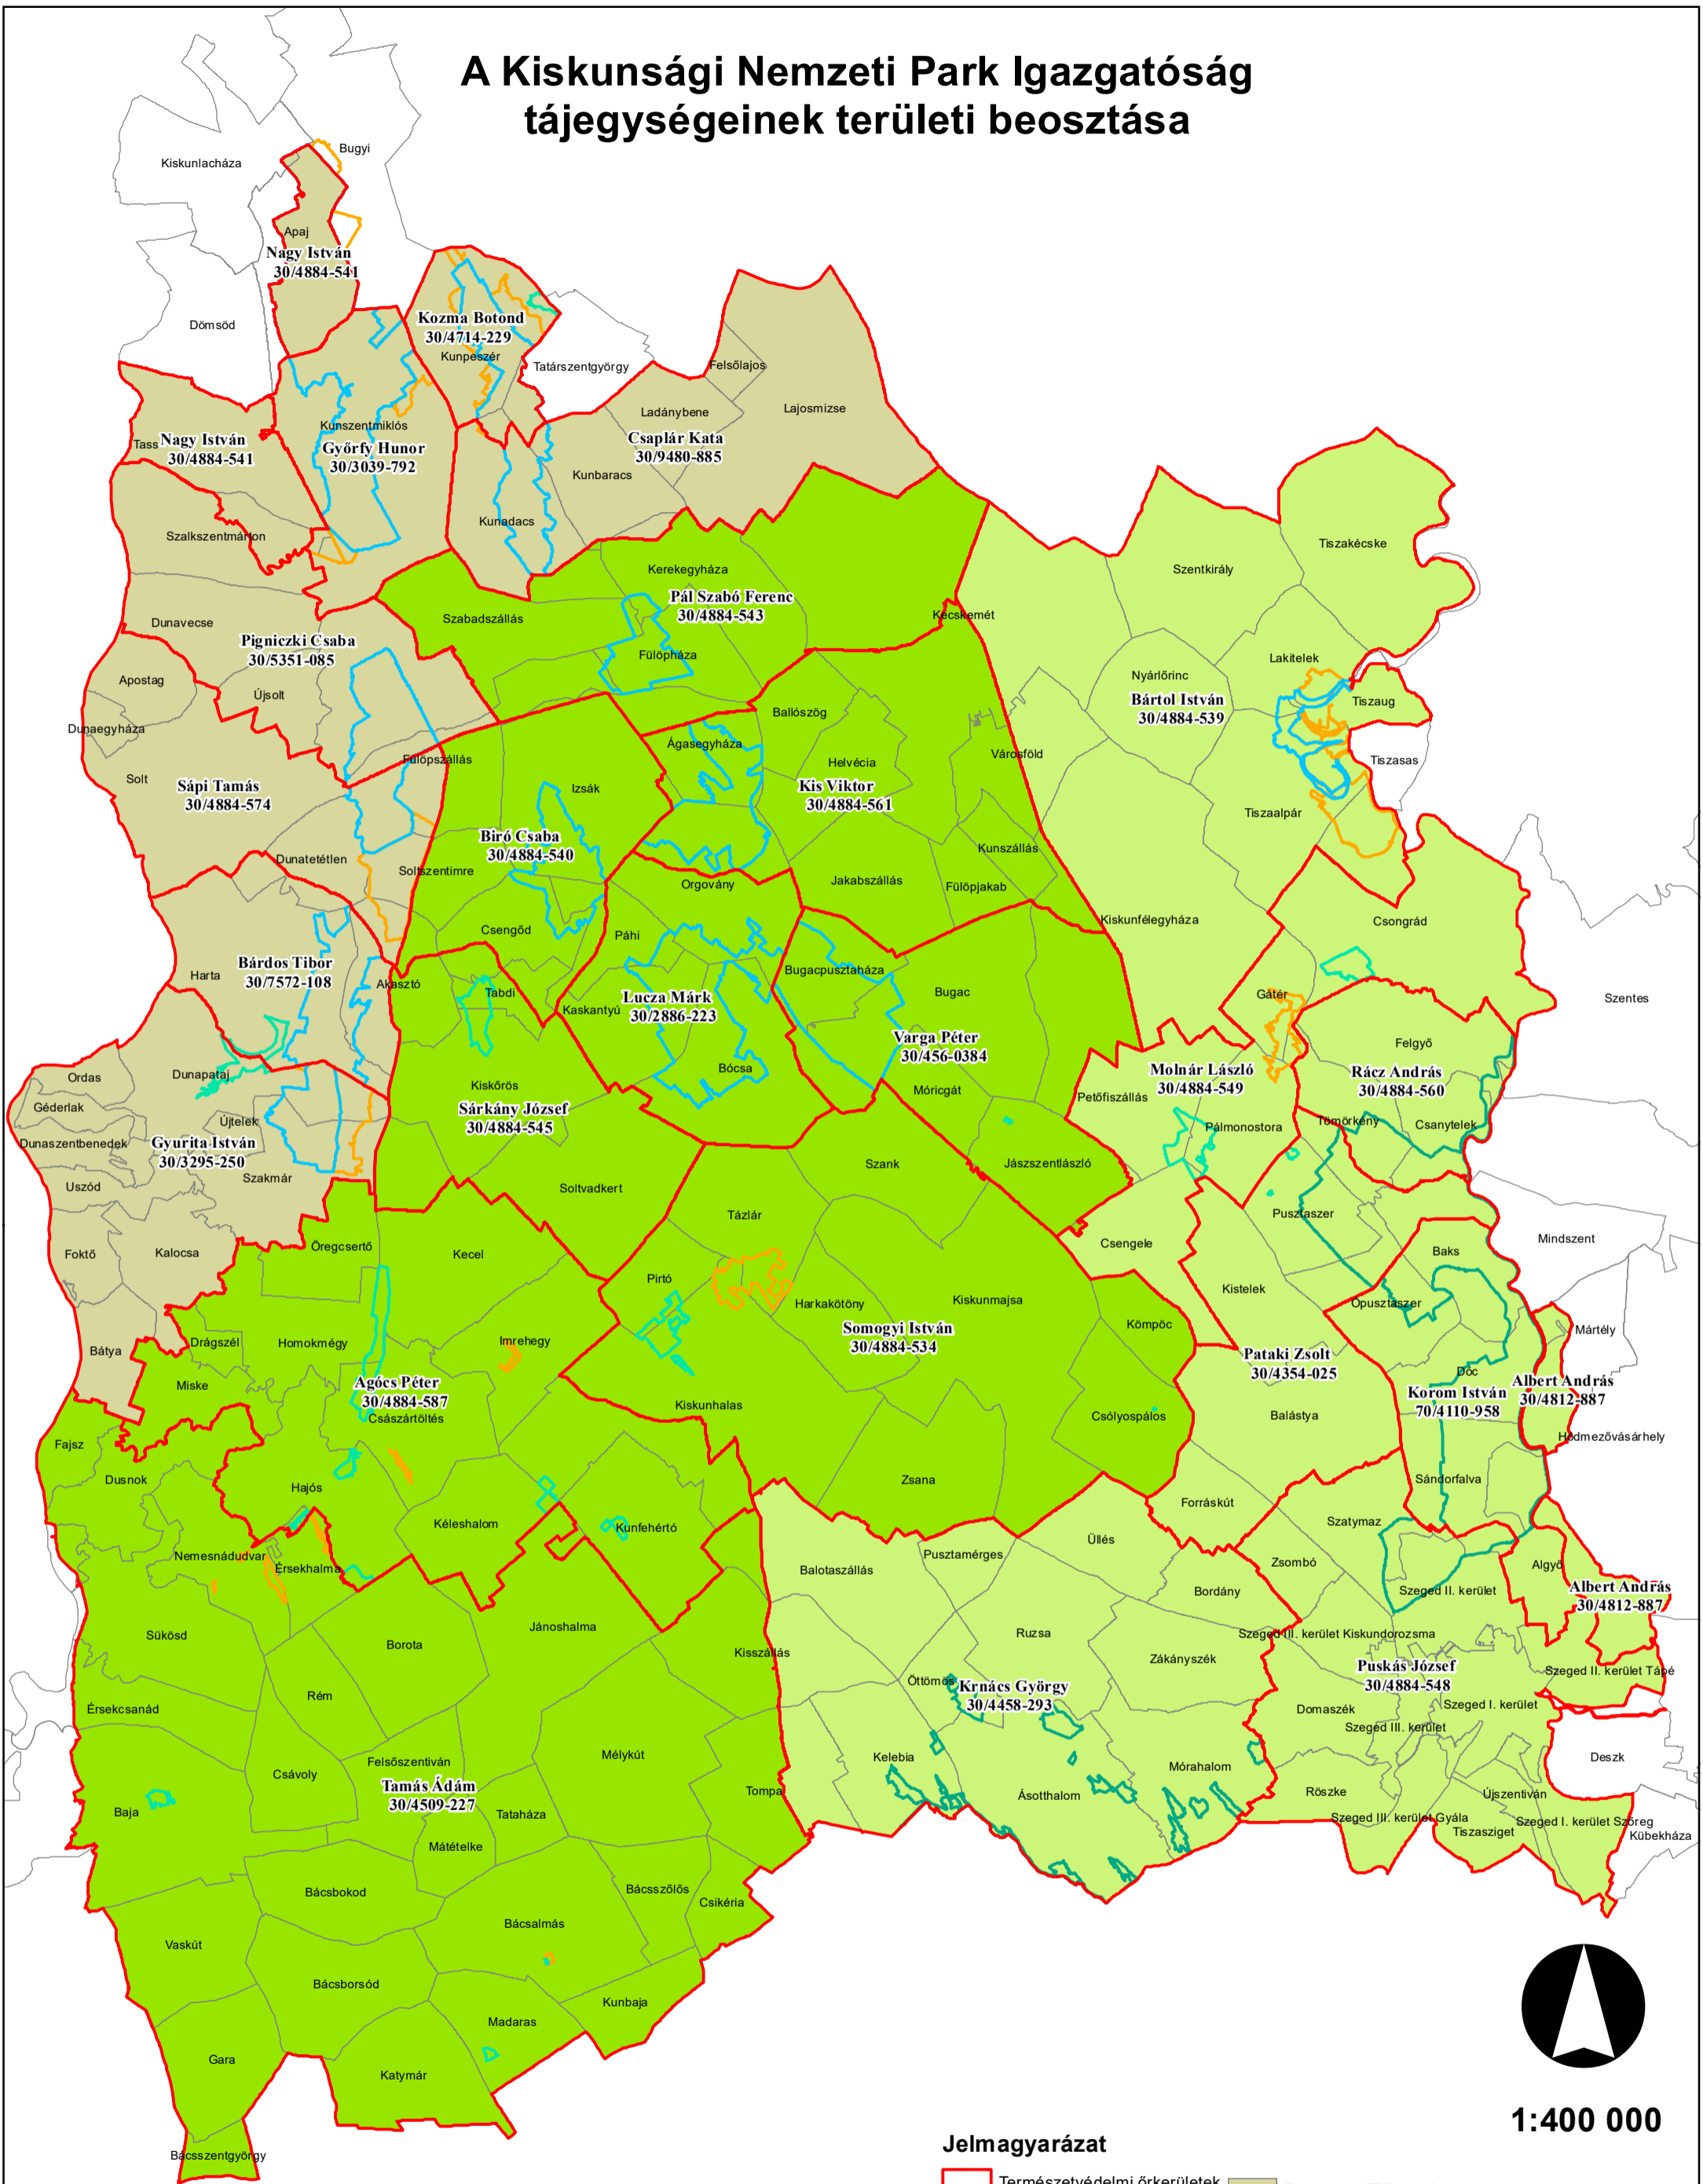 A Kiskunsági Nemzeti Park Igazgatóság
tájegységeinek területi beosztása
Bugyi
Kiskunlacháza
Apaj
Nagy István
30/4884-541
Dömsöd
Kozma Botond
30/4714-229
Kunpeszér
Tatárszentgyörgy
Felsőlajos
Ladánybene
Lajosmizse
Csaplár Kata
30/9480-885
Kunbaracs
Kunszentmiklós
Győrfy Hunor
30/3039-792
Tass
Nagy István
30/4884-541
Kunadacs
Szalkszentmárton
Tiszakécske
Szentkirály
Kerekegyháza
Pál Szabó Ferenc
30/4884-543
Szabadszállás
Kecskemét
Dunavecse
Pigniczki Csaba
30/5351-085
Fülöpháza
Lakitelek
Nyárlőrinc
Bártol István
30/4884-539
Tiszaug
Apostag
Újsolt
Dunaegyháza
Ballószög
Ágasegyháza
Városföld
Helvécia
Tiszasas
Fülöpszállás
Solt
Sápi Tamás
30/4884-574
Izsák
Kis Viktor
30/4884-561
Tiszaalpár
Biró Csaba
30/4884-540
Kunszállás
Dunatetétlen
Soltszentimre
Orgovány
Jakabszállás
Fülöpjakab
Kiskunfélegyháza
Csongrád
Csengőd
Páhi
Bárdos Tibor
30/7572-108
Harta
Akasztó
Tabdi
Bugacpusztaháza
Bugac
Gátér
Szentes
Kaskantyú
Lucza Márk
30/2886-223
Varga Péter
30/456-0384
Felgyő
Bócsa
Móricgát
Molnár László
30/4884-549
Rácz András
30/4884-560
Ordas
Dunapataj
Kiskőrös
Petőfiszállás
Géderlak
Sárkány József
30/4884-545
Újtelek
Tömörkény
Csanytelek
Pálmonostora
Dunaszentbenedek
Gyurita István
30/3295-250
Szank
Jászszentlászló
Szakmár
Uszód
Soltvadkert
Tázlár
Pusztaszer
Mindszent
Foktő
Kalocsa
Öregcsertő
Kecel
Csengele
Baks
Pirtó
Kistelek
Harkakötöny
Kiskunmajsa
Ópusztaszer
Somogyi István
30/4884-534
Kömpöc
Mártély
Bátya
Drágszél
Homokmégy
Imrehegy
Pataki Zsolt
30/4354-025
Dóc
Albert András
30/4812-887
Miske
Agócs Péter
30/4884-587
Korom István
70/4110-958
Császártöltés
Kiskunhalas
Csólyospálos
Balástya
Hódmezővásárhely
Fajsz
Dusnok
Zsana
Sándorfalva
Hajós
Forráskút
Kéleshalom
Kunfehértó
Szatymaz
Üllés
Nemesnádudvar
Érsekhalma
Pusztamérges
Zsombó
Algyő
Balotaszállás
Bordány
Szeged II. kerület
Albert András
30/4812-887
Sükösd
Borota
Jánoshalma
Ruzsa
Szeged III. kerület Kiskundorozsma
Kisszállás
Zákányszék
Puskás József
30/4884-548
Szeged II. kerület Tápé
Öttömös
Krnács György
30/4458-293
Érsekcsanád
Rém
Domaszék
Szeged I. kerület
Szeged III. kerület
Mélykút
Kelebia
Deszk
Felsőszentiván
Csávoly
Tamás Ádám
30/4509-227
Mórahalom
Tompa
Röszke
Újszentiván
Ásotthalom
Baja
Tataháza
Szeged III. kerület Gyála
Szeged I. kerület Szőreg
Tiszasziget
Kübekháza
Mátételke
Bácsbokod
Bácsszőlős
Csikéria
Bácsalmás
Vaskút
Bácsborsód
Kunbaja
Madaras
Gara
Katymár
Bácsszentgyörgy
1:400 000
Jelmagyarázat
Természetvédelmi őrkerületek